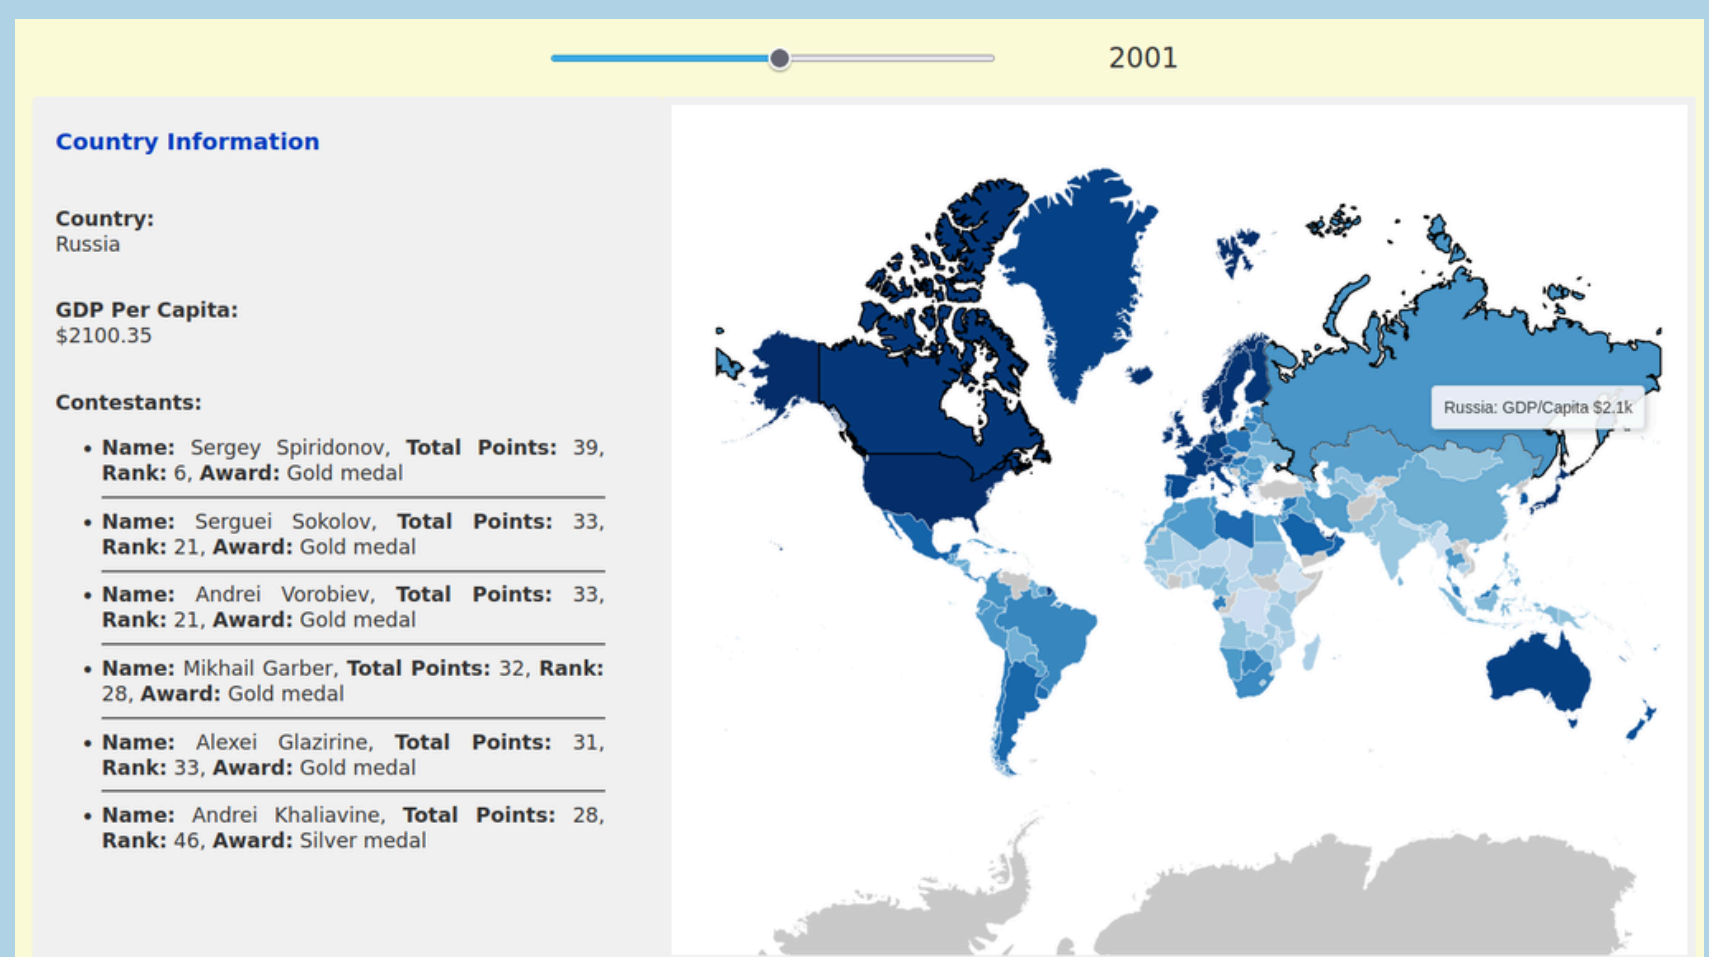 2001
Country Information
Country:
Russia
GDP Per Capita:
$2100.35
Contestants:
• Name: Sergey Spiridonov, Total Points: 39,
Rank: 6, Award: Gold medal
• Name: Serguei Sokolov, Total Points: 33,
Rank: 21, Award: Gold medal
• Name: Andrei Vorobiev, Total Points: 33,
Rank: 21, Award: Gold medal
• Name: Mikhail Garber, Total Points: 32, Rank:
28, Award: Gold medal
• Name: Alexei Glazirine, Total Points: 31,
Rank: 33, Award: Gold medal
• Name: Andrei Khaliavine, Total Points: 28,
Rank: 46, Award: Silver medal
Russia: GDP/Capita $2.1k